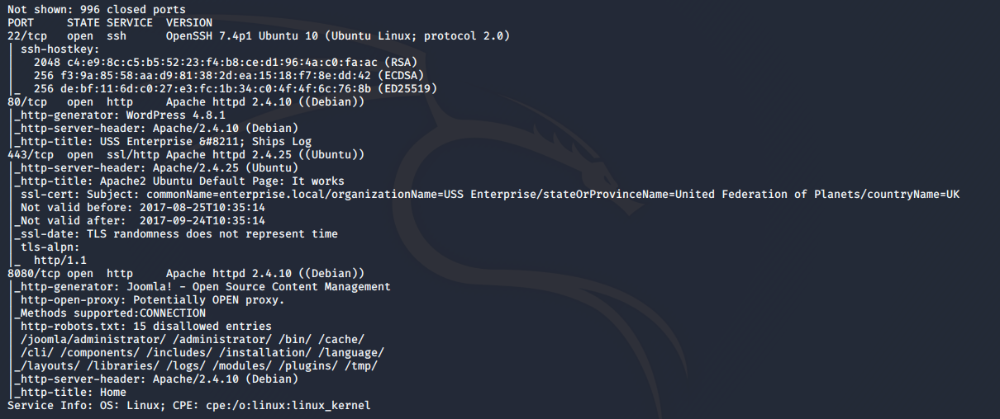 Not shown: 996 closed ports
PORT     STATE SERVICE  VERSION
22/tcp   open  ssh      OpenSSH 7.4p1 Ubuntu 10 (Ubuntu Linux; protocol 2.0)
| ssh-hostkey:
|   2048 c4:e9:8c:c5:b5:52:23:f4:b8:ce:d1:96:4a:c0:fa:ac (RSA)
|   256 f3:9a:85:58:aa:d9:81:38:2d:ea:15:18:f7:8e:dd:42 (ECDSA)
|_  256 de:bf:11:6d:c0:27:e3:fc:1b:34:c0:4f:4f:6c:76:8b (ED25519)
80/tcp   open  http     Apache httpd 2.4.10 ((Debian))
|_http-generator: WordPress 4.8.1
|_http-server-header: Apache/2.4.10 (Debian)
|_http-title: USS Enterprise &#8211; Ships Log
443/tcp  open  ssl/http Apache httpd 2.4.25 ((Ubuntu))
|_http-server-header: Apache/2.4.25 (Ubuntu)
|_http-title: Apache2 Ubuntu Default Page: It works
| ssl-cert: Subject: commonName=enterprise.local/organizationName=USS Enterprise/stateOrProvinceName=United Federation of Planets/countryName=UK
| Not valid before: 2017-08-25T10:35:14
|_Not valid after:  2017-09-24T10:35:14
|_ssl-date: TLS randomness does not represent time
| tls-alpn:
|_  http/1.1
8080/tcp open  http     Apache httpd 2.4.10 ((Debian))
|_http-generator: Joomla! - Open Source Content Management
| http-open-proxy: Potentially OPEN proxy.
|_Methods supported:CONNECTION
| http-robots.txt: 15 disallowed entries
| /joomla/administrator/ /administrator/ /bin/ /cache/
| /cli/ /components/ /includes/ /installation/ /language/
|_/layouts/ /libraries/ /logs/ /modules/ /plugins/ /tmp/
|_http-server-header: Apache/2.4.10 (Debian)
|_http-title: Home
Service Info: OS: Linux; CPE: cpe:/o:linux:linux_kernel